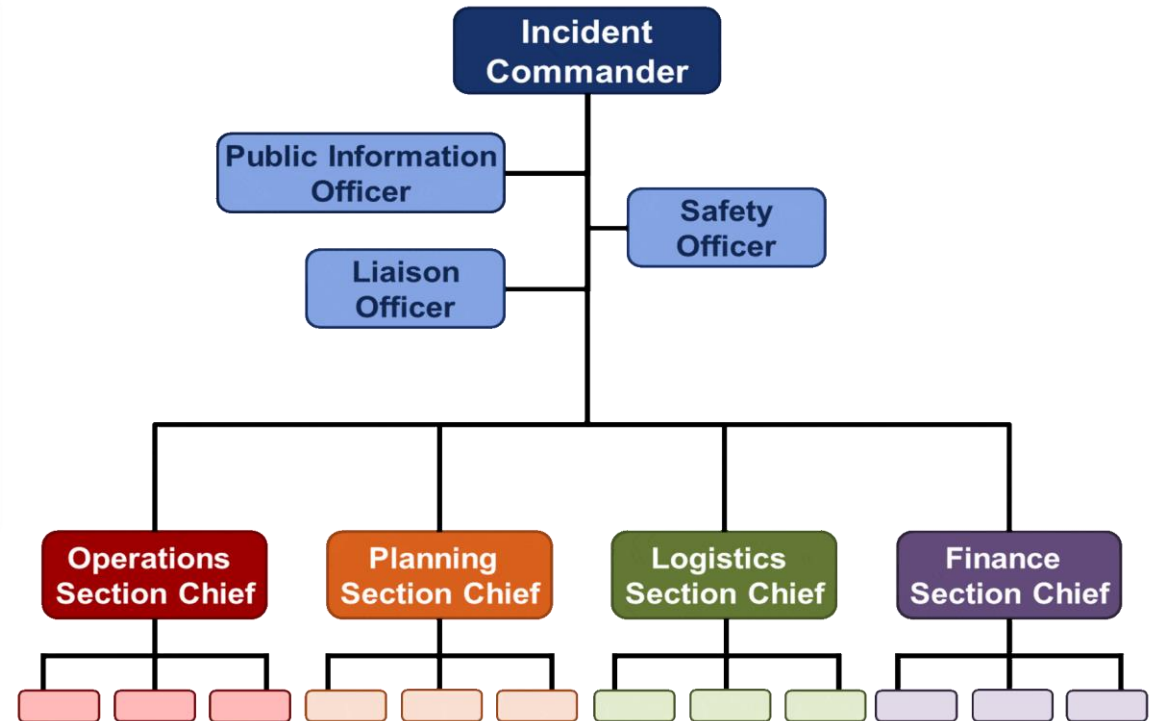 Incident
Commander
Public Information
Officer
Safety
Officer
Liaison
Officer
Operations
Section Chief
Planning
Section Chief
Logistics
Section Chief
Finance
Section Chief